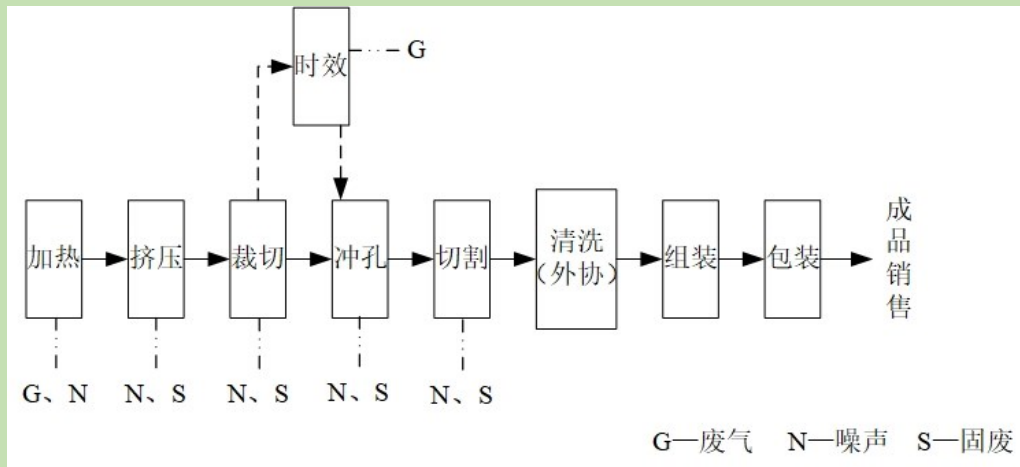 时效
G
加热
挤压
裁切
冲孔
切割
清洗
（外协）
组装
包装
成品销售
G、N
N、S
N、S
N、S
N、S
G—废气 N—噪声 S—固废